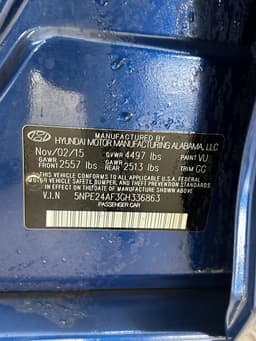 HYUNDAI MOTOR MANUFACTURING ALABAMA, LLC
Nov/02/15 GVWR 4497 lbs PAINT VU
GAWR FRONT 2557 lbs GAWR REAR 2513 lbs TRIM GG
THIS VEHICLE CONFORMS TO ALL APPLICABLE U.S.A. FEDERAL
MOTOR VEHICLE SAFETY, BUMPER, AND THEFT PREVENTION
STANDARDS IN EFFECT ON THE DATE OF MANUFACTURE SHOWN
ABOVE.
V.I.N 5NPE24AF3GH336863
PASSENGER CAR